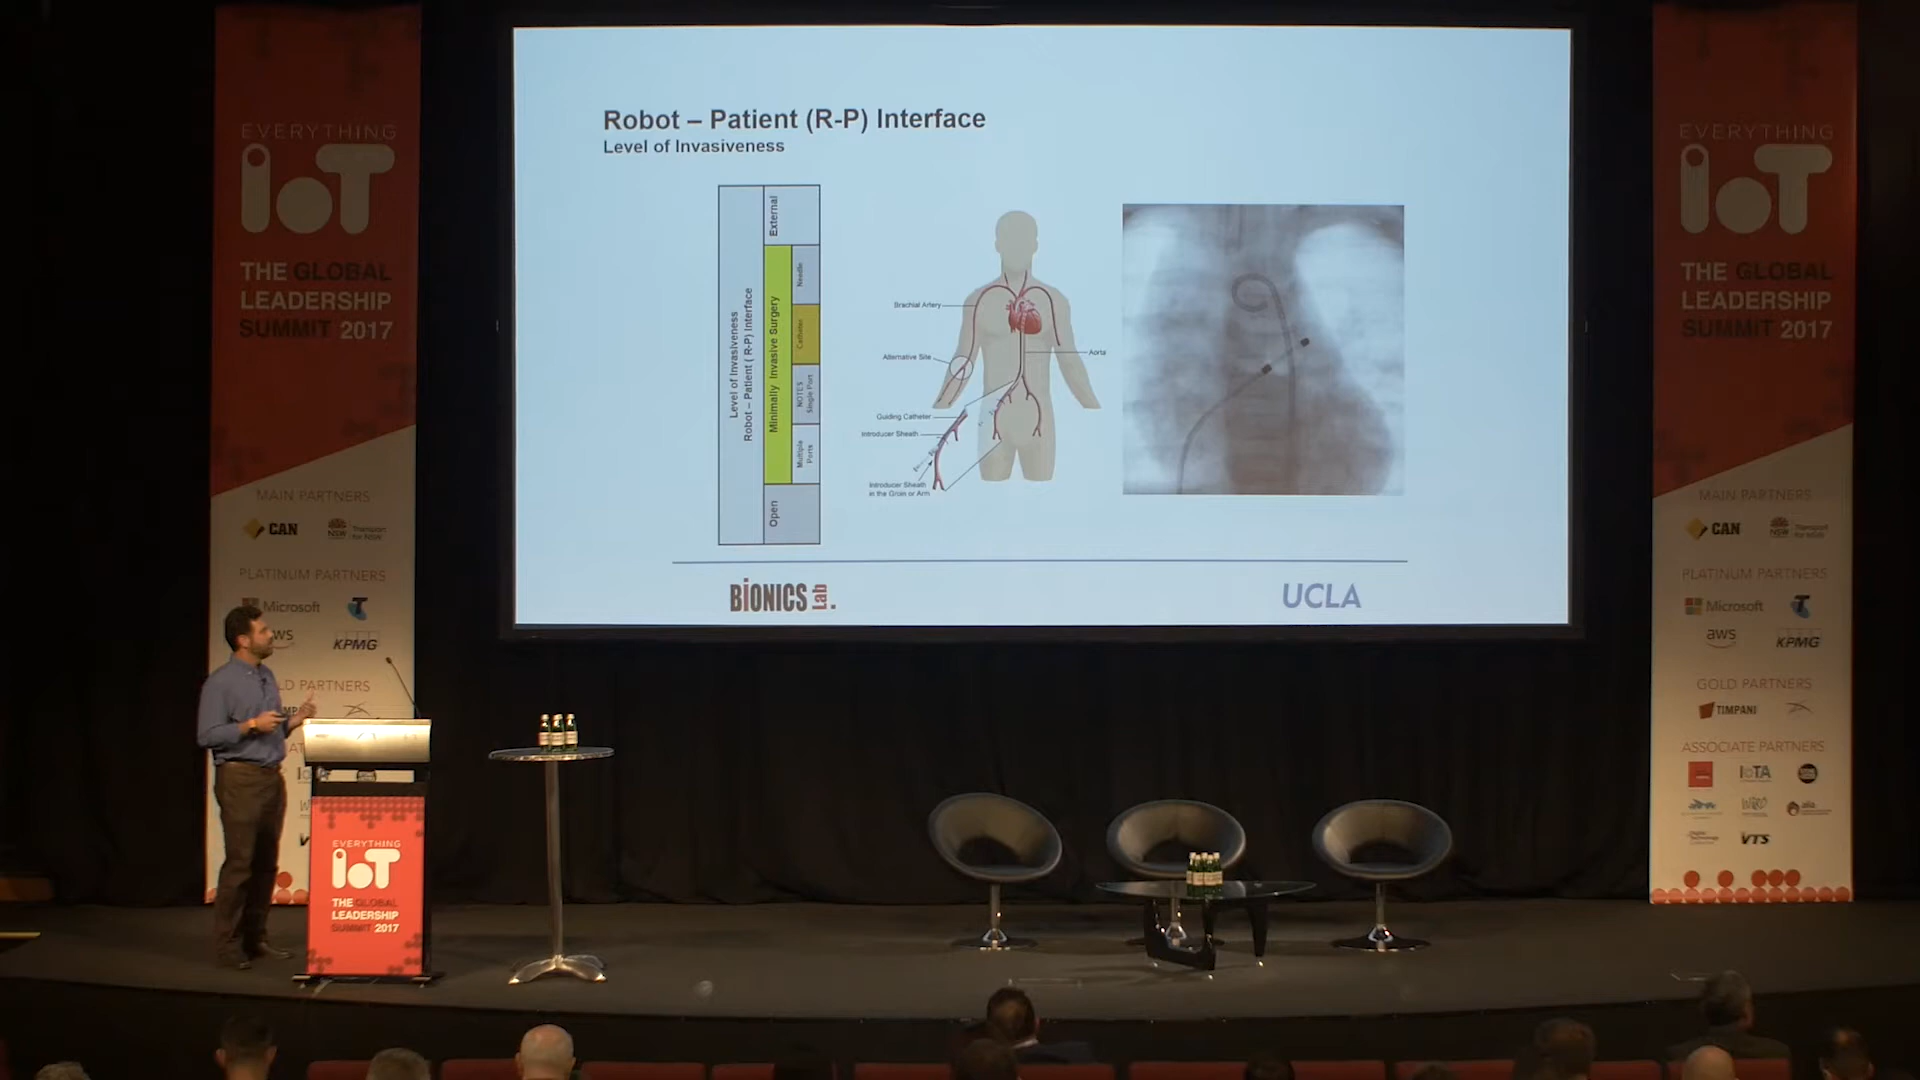 Robot – Patient (R-P) Interface
Level of Invasiveness
Level of Invasiveness
Robot – Patient ( R-P) Interface
External
Minimally Invasive Surgery
Needle
Catheter
NOTES
Single Port
Multiple
Ports
Open
Brachial Artery
Alternative Site
Aorta
Guiding Catheter
Introducer Sheath
Introducer Sheath
in the Groin or Arm
BiONICS Lab.
UCLA
EVERYTHING
IoT
THE GLOBAL
LEADERSHIP
SUMMIT 2017
MAIN PARTNERS
CAN
NSW
Transport
for NSW
PLATINUM PARTNERS
Microsoft
aws
KPMG
LD PARTNERS
EVERYTHING
IoT
THE GLOBAL
LEADERSHIP
SUMMIT 2017
EVERYTHING
IoT
THE GLOBAL
LEADERSHIP
SUMMIT 2017
MAIN PARTNERS
CAN
NSW
Transport
for NSW
PLATINUM PARTNERS
Microsoft
aws
KPMG
GOLD PARTNERS
TIMPANI
ASSOCIATE PARTNERS
IoTA
VTS